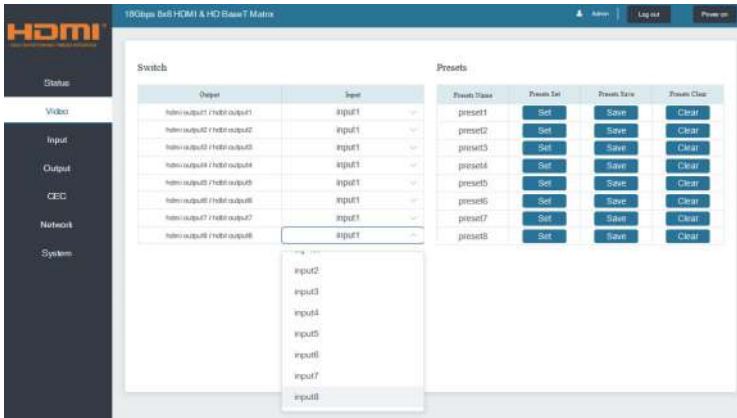 HDMI
18Gbps 8x8 HDMI & HD BaseT Matrix
Admin
Log out
Power on
Status
Video
Input
Output
CEC
Network
System
Switch
Output Input
hdmi output1 / hdbt output1 input1
hdmi output2 / hdbt output2 input1
hdmi output3 / hdbt output3 input1
hdmi output4 / hdbt output4 input1
hdmi output5 / hdbt output5 input1
hdmi output6 / hdbt output6 input1
hdmi output7 / hdbt output7 input1
hdmi output8 / hdbt output8 input1
input2
input3
input4
input5
input6
input7
input8
Presets
Presets Name Presets Set Presets Save Presets Clear
preset1 Set Save Clear
preset2 Set Save Clear
preset3 Set Save Clear
preset4 Set Save Clear
preset5 Set Save Clear
preset6 Set Save Clear
preset7 Set Save Clear
preset8 Set Save Clear